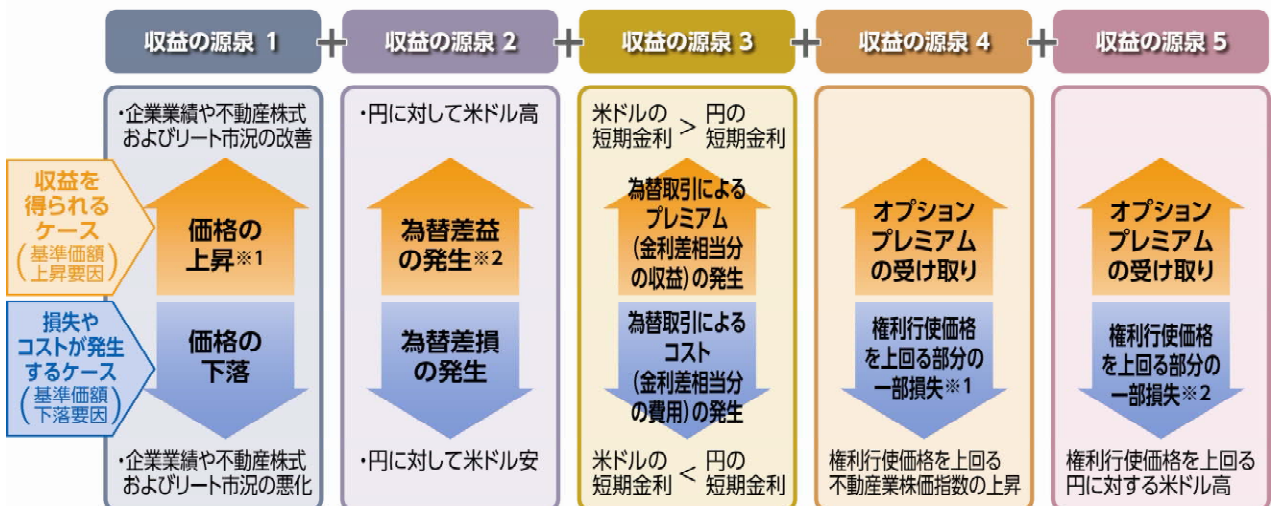 収益の源泉 1 + 収益の源泉 2 + 収益の源泉 3 + 収益の源泉 4 + 収益の源泉 5
収益を
得られる
ケース
(基準価額
上昇要因)
損失や
コストが発生
するケース
(基準価額
下落要因)
・企業業績や不動産株式
およびリート市況の改善
価格の
上昇※1
価格の
下落
・企業業績や不動産株式
およびリート市況の悪化
・円に対して米ドル高
為替差益
の発生※2
為替差損
の発生
・円に対して米ドル安
米ドルの 円の
短期金利 > 短期金利
為替取引による
プレミアム
(金利差相当分
の収益)の発生
為替取引による
コスト
(金利差相当分
の費用)の発生
米ドルの 円の
短期金利 < 短期金利
オプション
プレミアム
の受け取り
権利行使価格
を上回る部分の
一部損失※1
権利行使価格を上回る
不動産業株価指数の上昇
オプション
プレミアム
の受け取り
権利行使価格
を上回る部分の
一部損失※2
権利行使価格を上回る
円に対する米ドル高